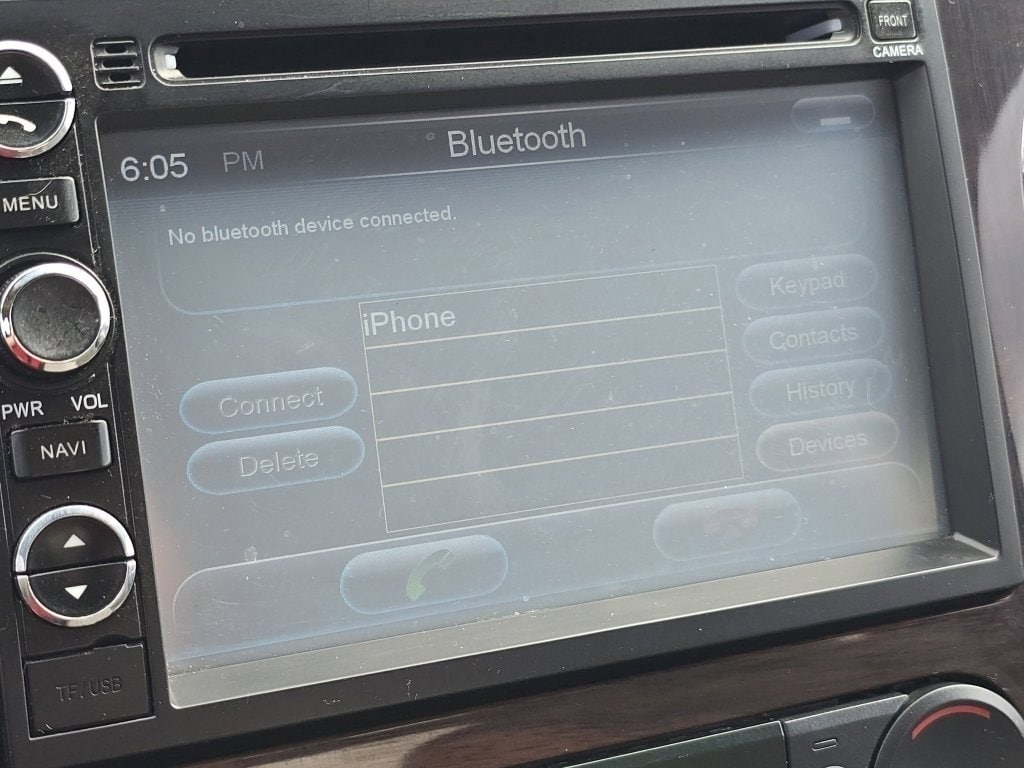 FRONT
CAMERA
6:05 PM
Bluetooth
MENU
No bluetooth device connected.
iPhone
Keypad
Contacts
History
Devices
Connect
Delete
PWR VOL
NAVI
TF/USB